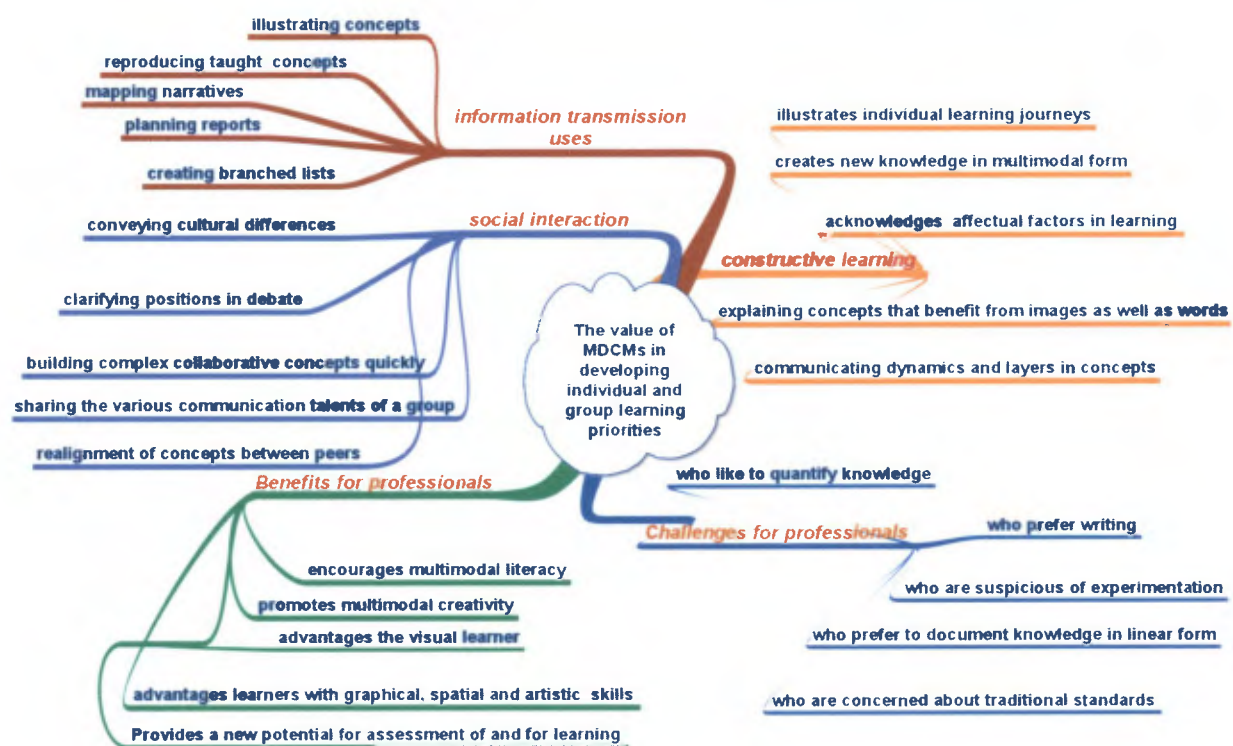 illustrating concepts
reproducing taught concepts
mapping narratives
planning reports
creating branched lists
information transmission
uses
social interaction
conveying cultural differences
clarifying positions in debate
building complex collaborative concepts quickly
sharing the various communication talents of a group
realignment of concepts between peers
illustrates individual learning journeys
creates new knowledge in multimodal form
acknowledges affectual factors in learning
constructive learning
explaining concepts that benefit from images as well as words
communicating dynamics and layers in concepts
The value of
MDCMs in
developing
individual and
group learning
priorities
Benefits for professionals
encourages multimodal literacy
promotes multimodal creativity
advantages the visual learner
advantages learners with graphical, spatial and artistic skills
Provides a new potential for assessment of and for learning
who like to quantify knowledge
Challenges for professionals
who prefer writing
who are suspicious of experimentation
who prefer to document knowledge in linear form
who are concerned about traditional standards